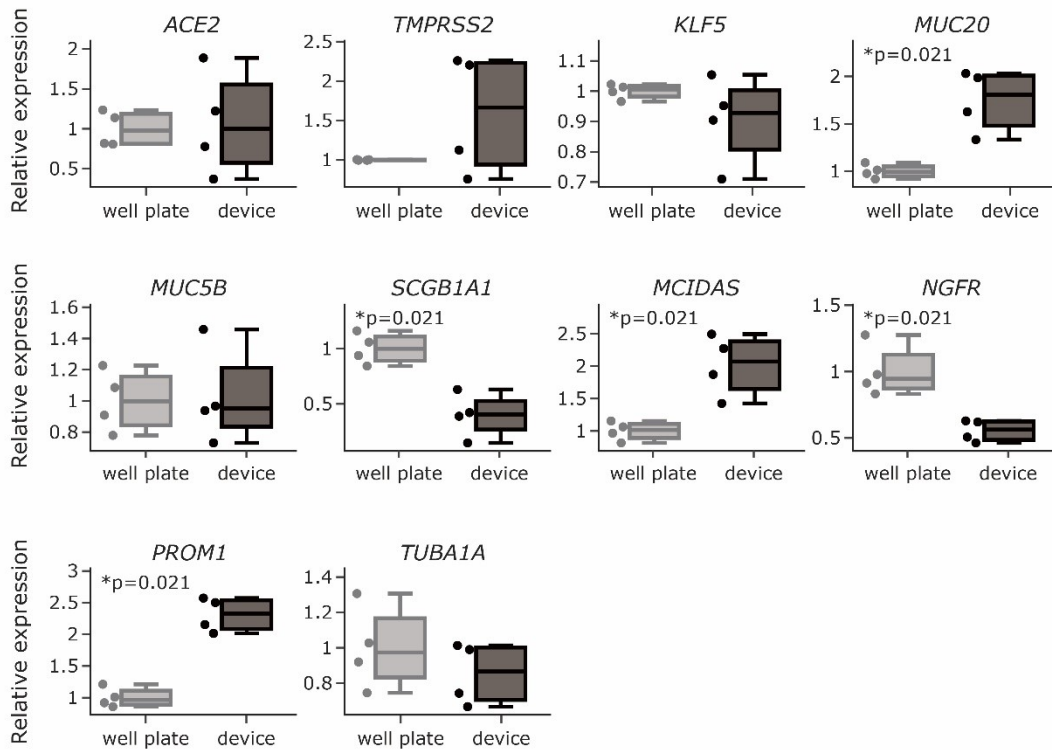 ACE2
TMPRSS2
KLF5
MUC20
Relative expression
2
1.5
1
0.5
well plate
device
2.5
2
1.5
1
well plate
device
1.1
1
0.9
0.8
0.7
well plate
device
*p=0.021
2
1.5
1
well plate
device
MUC5B
SCGB1A1
MCIDAS
NGFR
Relative expression
1.6
1.4
1.2
1.0
0.8
well plate
device
*p=0.021
1
0.5
well plate
device
*p=0.021
2.5
2
1.5
1
well plate
device
*p=0.021
1.5
1
0.5
well plate
device
PROM1
TUBA1A
Relative expression
3
*p=0.021
2.5
2
1.5
1
well plate
device
1.4
1.2
1
0.8
well plate
device